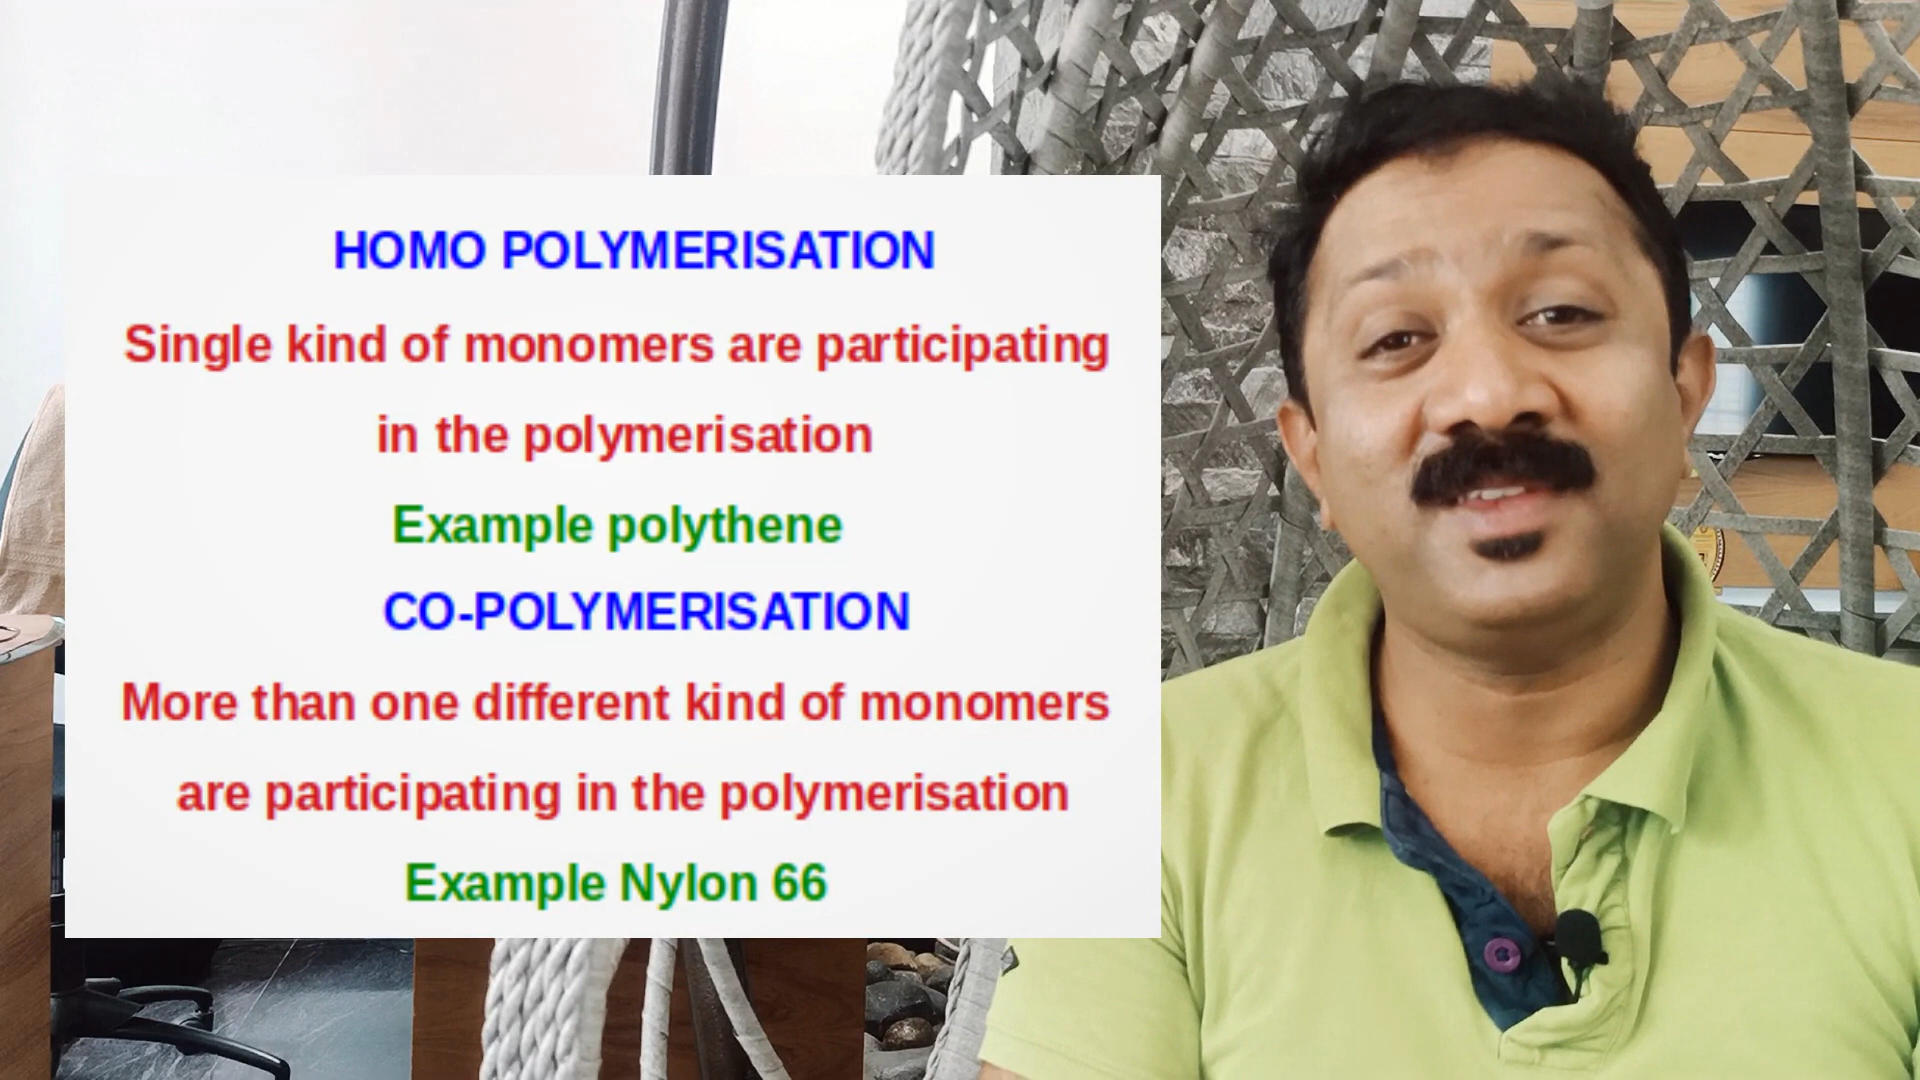 HOMO POLYMERISATION
Single kind of monomers are participating
in the polymerisation
Example polythene
CO-POLYMERISATION
More than one different kind of monomers
are participating in the polymerisation
Example Nylon 66